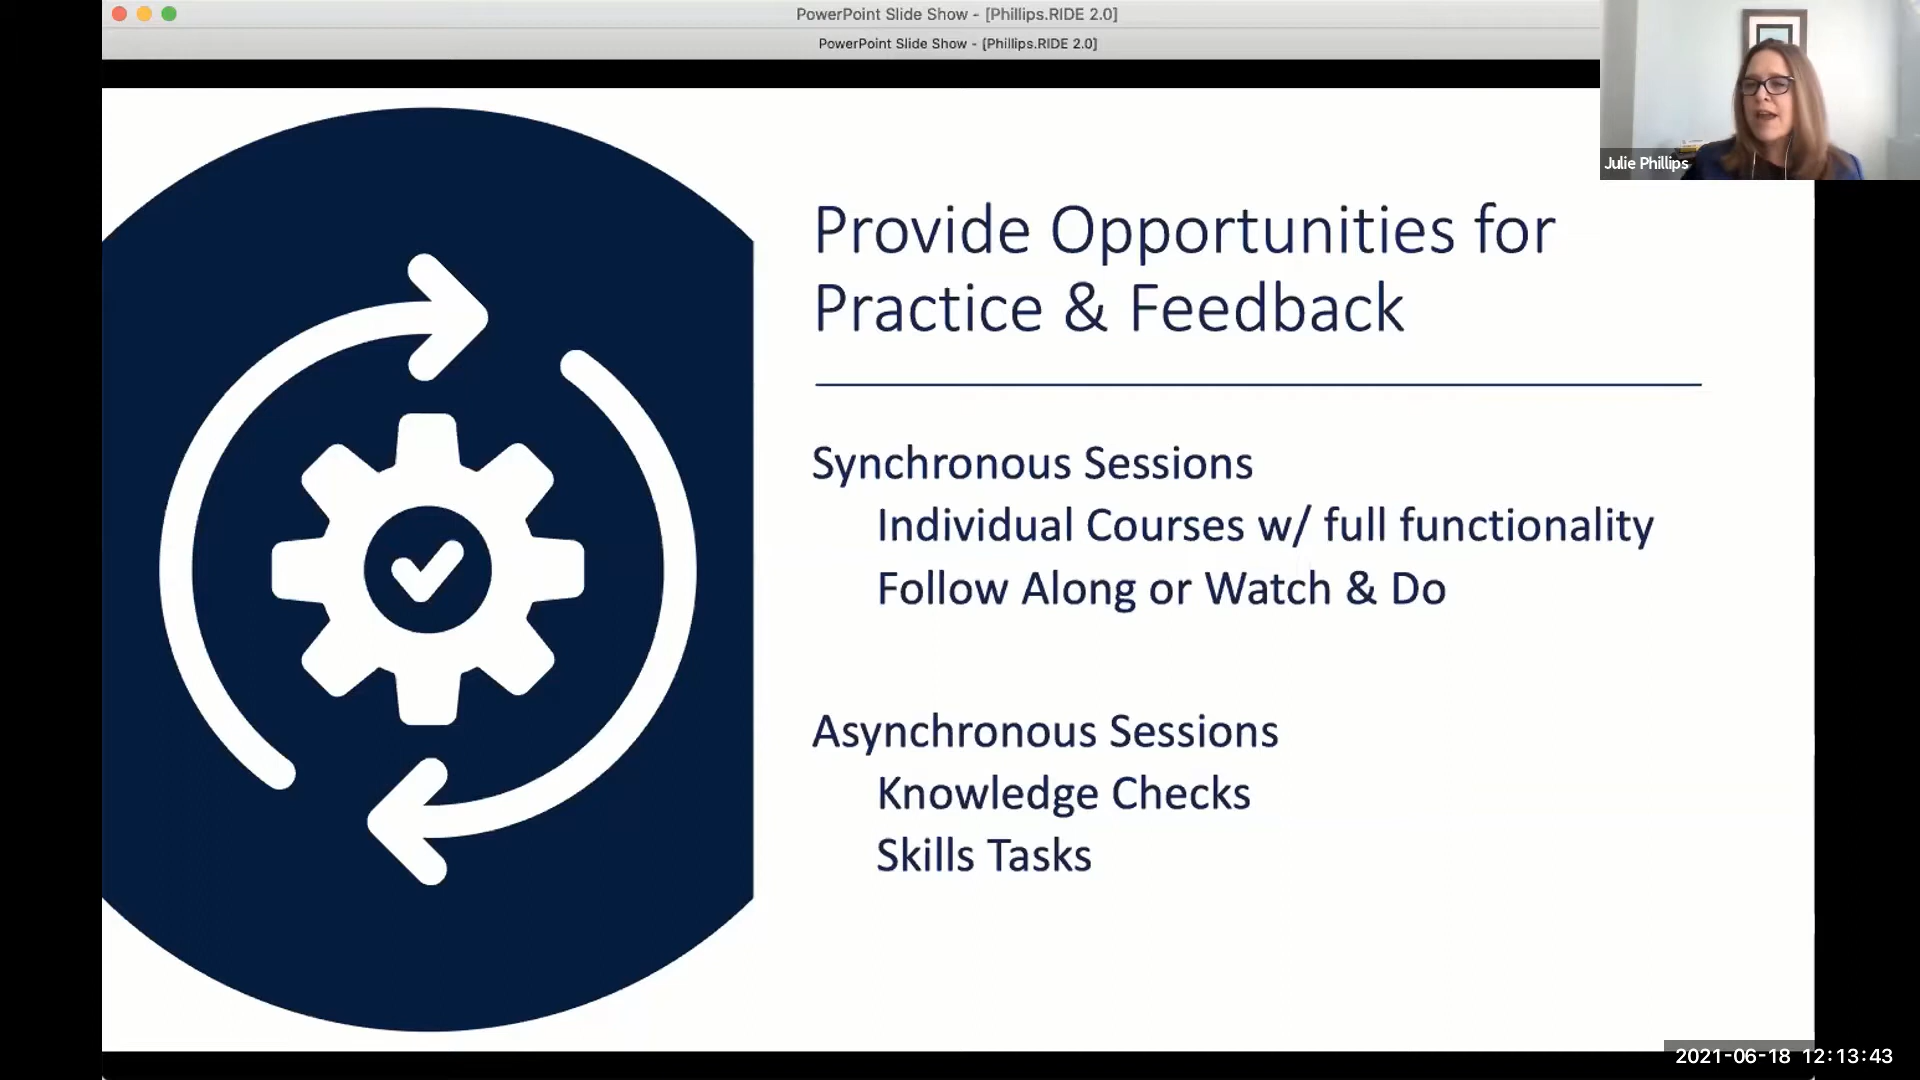 PowerPoint Slide Show - [Phillips.RIDE 2.0]
PowerPoint Slide Show - [Phillips.RIDE 2.0]
Julie Phillips
Provide Opportunities for
Practice & Feedback
Synchronous Sessions
Individual Courses w/ full functionality
Follow Along or Watch & Do
Asynchronous Sessions
Knowledge Checks
Skills Tasks
2021-06-18 12:13:43